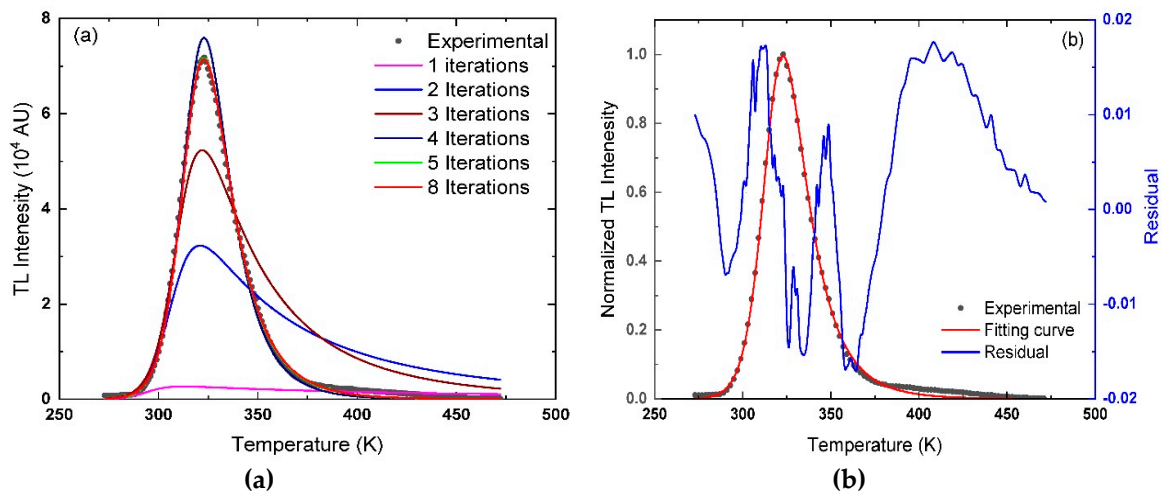 (a)
TL Intenesity (10⁴ AU)
8
6
4
2
0
250 300 350 400 450 500
Temperature (K)
Experimental
1 iterations
2 Iterations
3 Iterations
4 Iterations
5 Iterations
8 Iterations
(a)
(b)
Normalized TL Intenesity
1.0
0.8
0.6
0.4
0.2
0.0
250 300 350 400 450 500
Temperature (K)
Experimental
Fitting curve
Residual
0.02
0.01
0.00
-0.01
-0.02
Residual
(b)